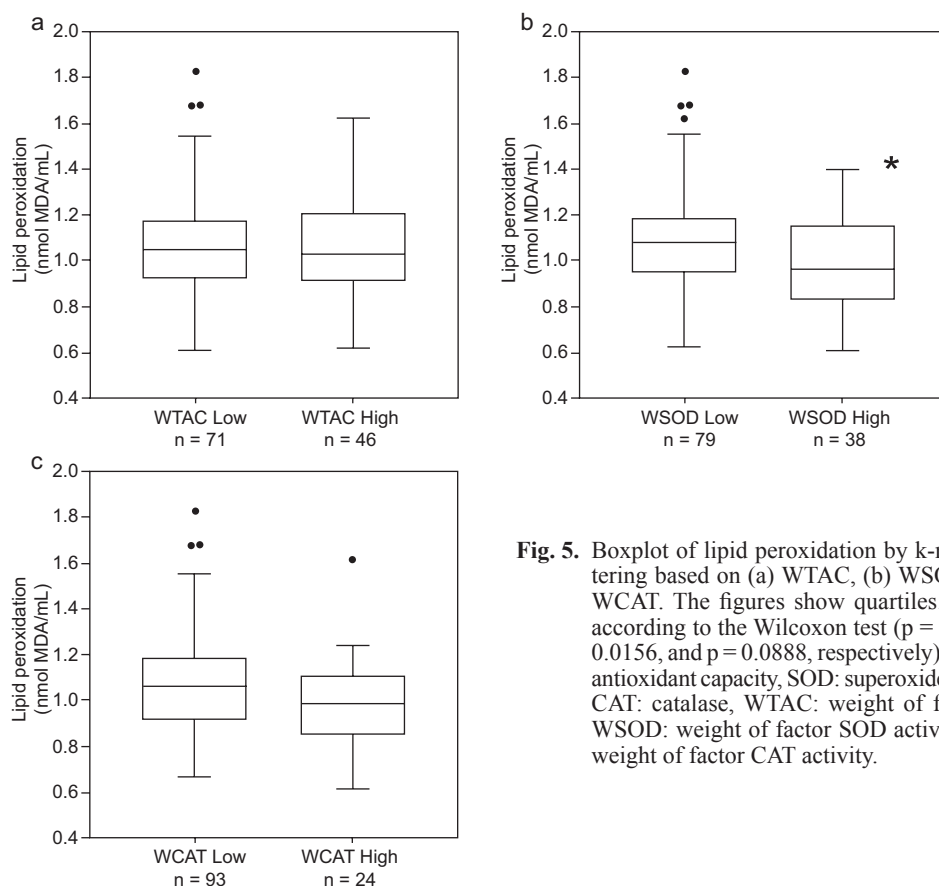 a
2.0
1.8
1.6
1.4
1.2
1.0
0.8
0.6
0.4
Lipid peroxidation
(nmol MDA/mL)
WTAC Low
n = 71
WTAC High
n = 46
b
2.0
1.8
1.6
1.4
1.2
1.0
0.8
0.6
0.4
Lipid peroxidation
(nmol MDA/mL)
*
WSOD Low
n = 79
WSOD High
n = 38
c
2.0
1.8
1.6
1.4
1.2
1.0
0.8
0.6
0.4
Lipid peroxidation
(nmol MDA/mL)
WCAT Low
n = 93
WCAT High
n = 24
Fig. 5. Boxplot of lipid peroxidation by
tering based on (a) WTAC, (b)
WCAT. The figures show quartiles
according to the Wilcoxon test (p =
0.0156, and p = 0.0888, respectively)
antioxidant capacity, SOD: superoxide
CAT: catalase, WTAC: weight of
WSOD: weight of factor SOD
weight of factor CAT activity.